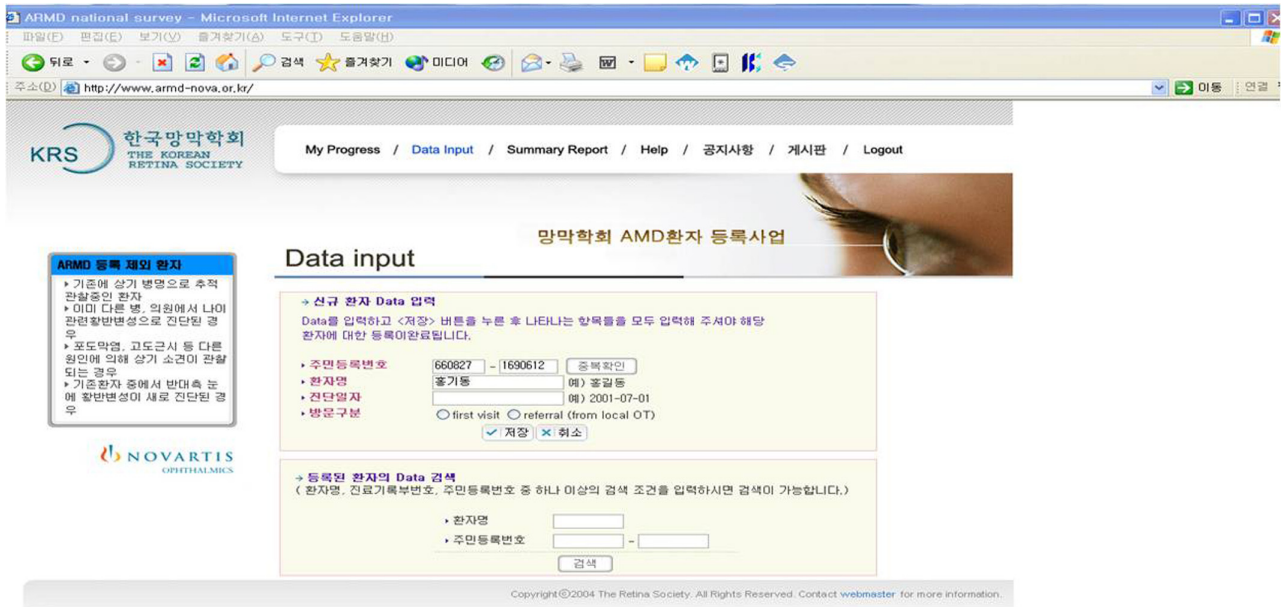 ARMD national survey - Microsoft Internet Explorer
파일(F) 편집(E) 보기(V) 즐겨찾기(A) 도구(T) 도움말(H)
뒤로 검색 즐겨찾기 미디어
주소(D) http://www.armd-nova.or.kr/ 이동 연결
KRS 한국망막학회
THE KOREAN
RETINA SOCIETY
My Progress / Data Input / Summary Report / Help / 공지사항 / 게시판 / Logout
망막학회 AMD환자 등록사업
Data input
ARMD 등록 제외 환자
기존에 상기 병명으로 추적
관찰중인 환자
이미 다른 병, 의원에서 나이
관련황반변성으로 진단된 경
우
포도막염, 고도근시 등 다른
원인에 의해 상기 소견이 관찰
되는 경우
기존환자 중에서 반대측 눈
에 황반변성이 새로 진단된 경
우
NOVARTIS
OPHTHALMICS
신규 환자 Data 입력
Data를 입력하고 <저장> 버튼을 누른 후 나타나는 항목들을 모두 입력해 주셔야 해당
환자에 대한 등록이완료됩니다.
주민등록번호 660827 - 1690612 중복확인
환자명 홍기동 예) 홍길동
진단일자 예) 2001-07-01
방문구분 first visit referral (from local OT)
저장 취소
등록된 환자의 Data 검색
( 환자명, 진료기록부번호, 주민등록번호 중 하나 이상의 검색 조건을 입력하시면 검색이 가능합니다.)
환자명
주민등록번호 -
검색
Copyright©2004 The Retina Society. All Rights Reserved. Contact webmaster for more information.